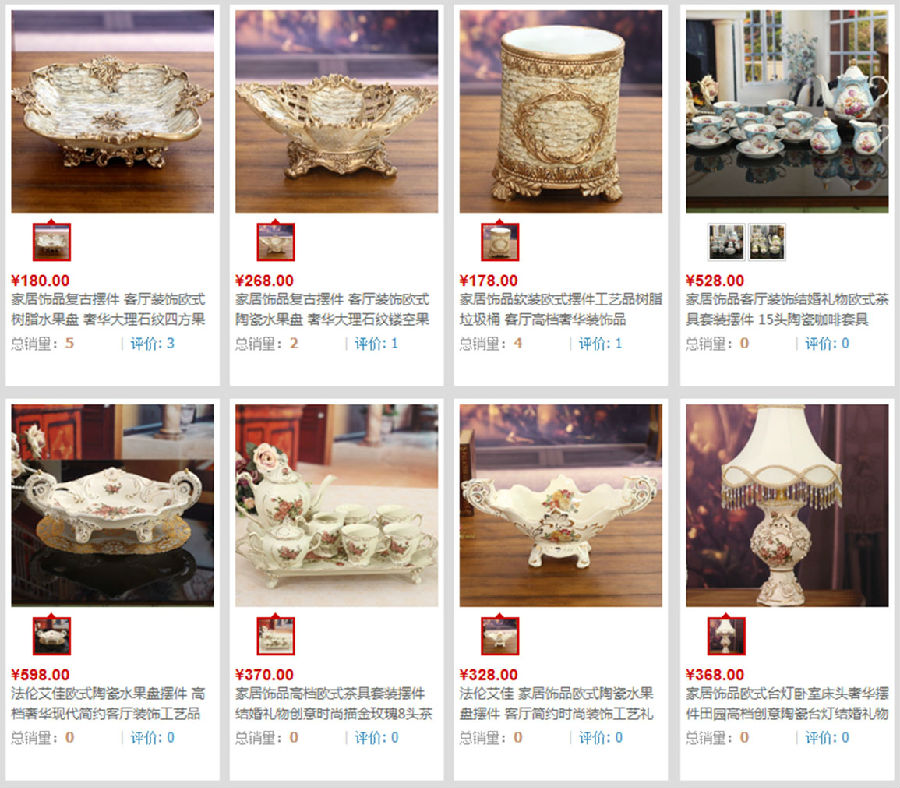 ¥180.00
家居饰品复古摆件 客厅装饰欧式
树脂水果盘 奢华大理石纹四方果
总销量：5 | 评价: 3
¥268.00
家居饰品复古摆件 客厅装饰欧式
陶瓷水果盘 奢华大理石纹镂空果
总销量：2 | 评价: 1
¥178.00
家居饰品软装欧式摆件工艺品树脂
垃圾桶 客厅高档奢华装饰品
总销量：4 | 评价: 1
¥528.00
家居饰品客厅装饰结婚礼物欧式茶
具套装摆件 15头陶瓷咖啡套具
总销量：0 | 评价: 0
¥598.00
法伦艾佳欧式陶瓷水果盘摆件 高
档奢华现代简约客厅装饰工艺品
总销量：0 | 评价: 0
¥370.00
家居饰品高档欧式茶具套装摆件
结婚礼物创意时尚描金玫瑰8头茶
总销量：0 | 评价: 0
¥328.00
法伦艾佳 家居饰品欧式陶瓷水果
盘摆件 客厅简约时尚装饰工艺礼
总销量：0 | 评价: 0
¥368.00
家居饰品欧式台灯卧室床头奢华摆
件田园高档创意陶瓷台灯结婚礼物
总销量：0 | 评价: 0